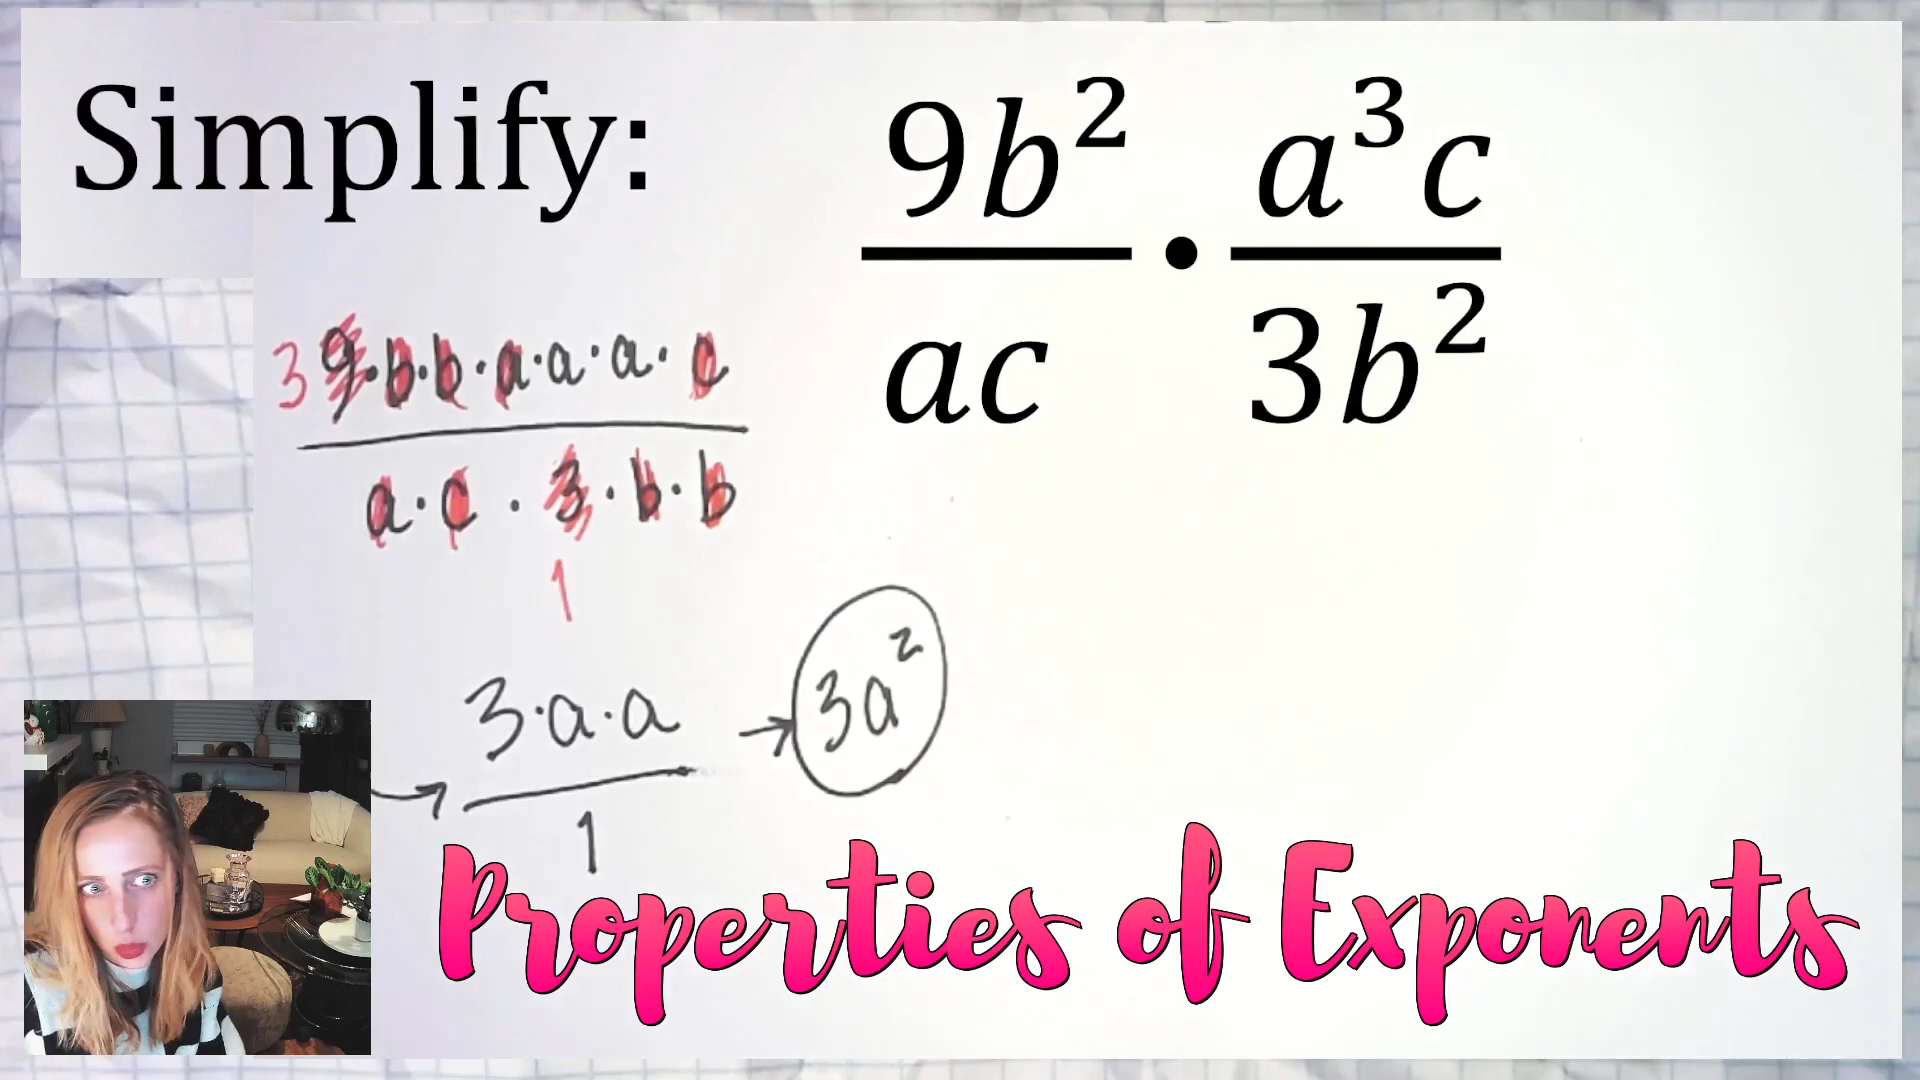 Simplify:
9b² / ac · a³c / 3b²
3 9·b·b·a·a·a·c
a·c·3·b·b
1
3·a·a → 3a²
→
1
Properties of Exponents